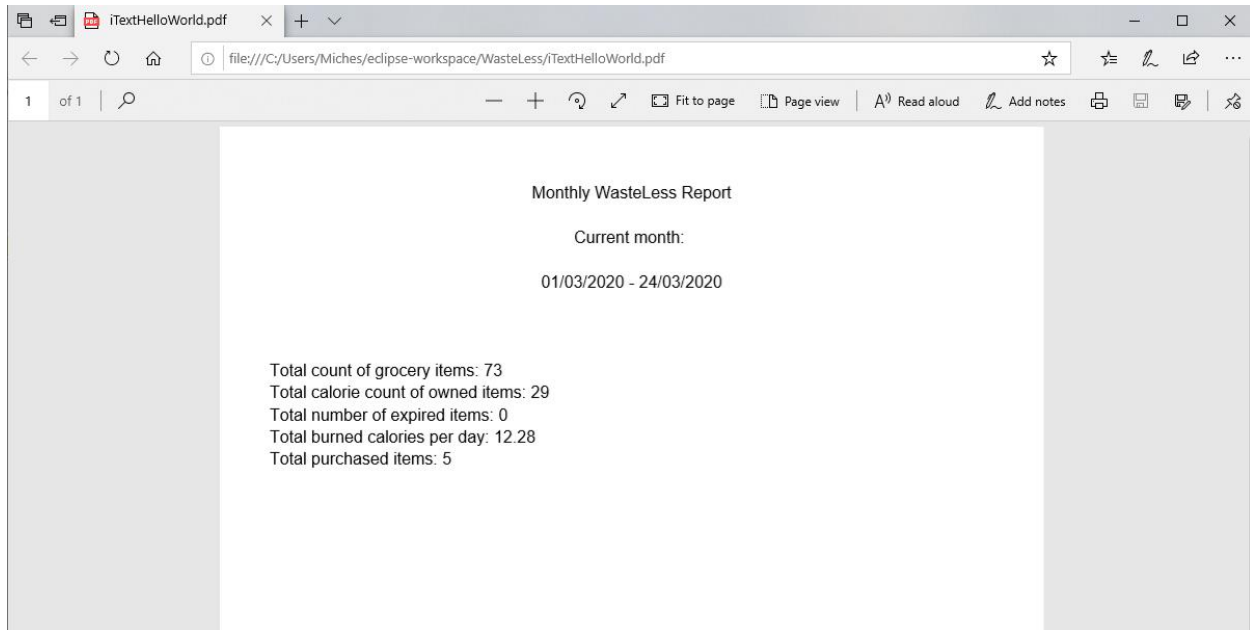 iTextHelloWorld.pdf
file:///C:/Users/Miches/eclipse-workspace/WasteLess/iTextHelloWorld.pdf
1 of 1 Fit to page Page view Read aloud Add notes
Monthly WasteLess Report
Current month:
01/03/2020 - 24/03/2020
Total count of grocery items: 73
Total calorie count of owned items: 29
Total number of expired items: 0
Total burned calories per day: 12.28
Total purchased items: 5